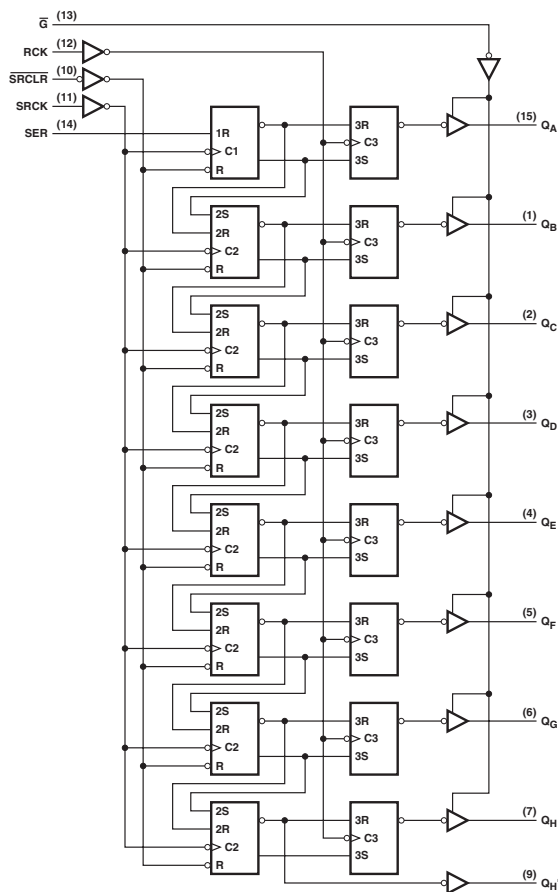 G̅ (13)
RCK (12)
S̅R̅C̅L̅R̅ (10)
SRCK (11)
SER (14)
1R
C1
R
3R
C3
3S
(15) QA
2S
2R
C2
R
3R
C3
3S
(1) QB
2S
2R
C2
R
3R
C3
3S
(2) QC
2S
2R
C2
R
3R
C3
3S
(3) QD
2S
2R
C2
R
3R
C3
3S
(4) QE
2S
2R
C2
R
3R
C3
3S
(5) QF
2S
2R
C2
R
3R
C3
3S
(6) QG
2S
2R
C2
R
3R
C3
3S
(7) QH
(9) QH